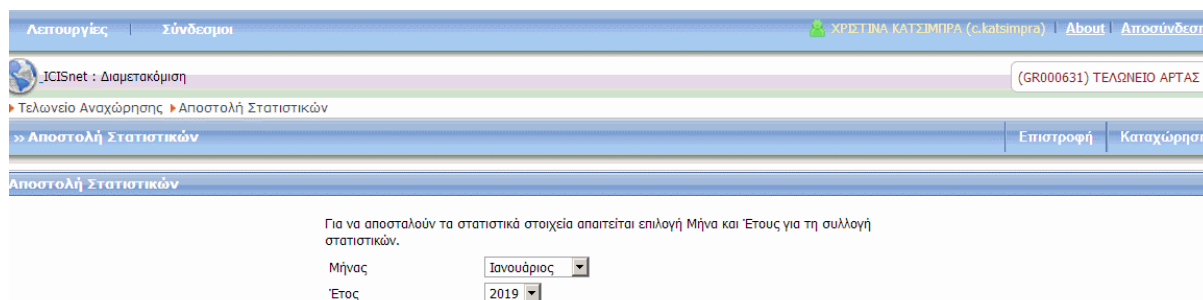 Λειτουργίες | Σύνδεσμοι ΧΡΙΣΤΙΝΑ ΚΑΤΣΙΜΠΡΑ (c.katsimpra) | About | Αποσύνδεση
ICISnet : Διαμετακόμιση (GR000631) ΤΕΛΩΝΕΙΟ ΑΡΤΑΣ
Τελωνείο Αναχώρησης Αποστολή Στατιστικών
» Αποστολή Στατιστικών Επιστροφή Καταχώρηση
Αποστολή Στατιστικών
Για να αποσταλούν τα στατιστικά στοιχεία απαιτείται επιλογή Μήνα και Έτους για τη συλλογή
στατιστικών.
Μήνας Ιανουάριος
Έτος 2019